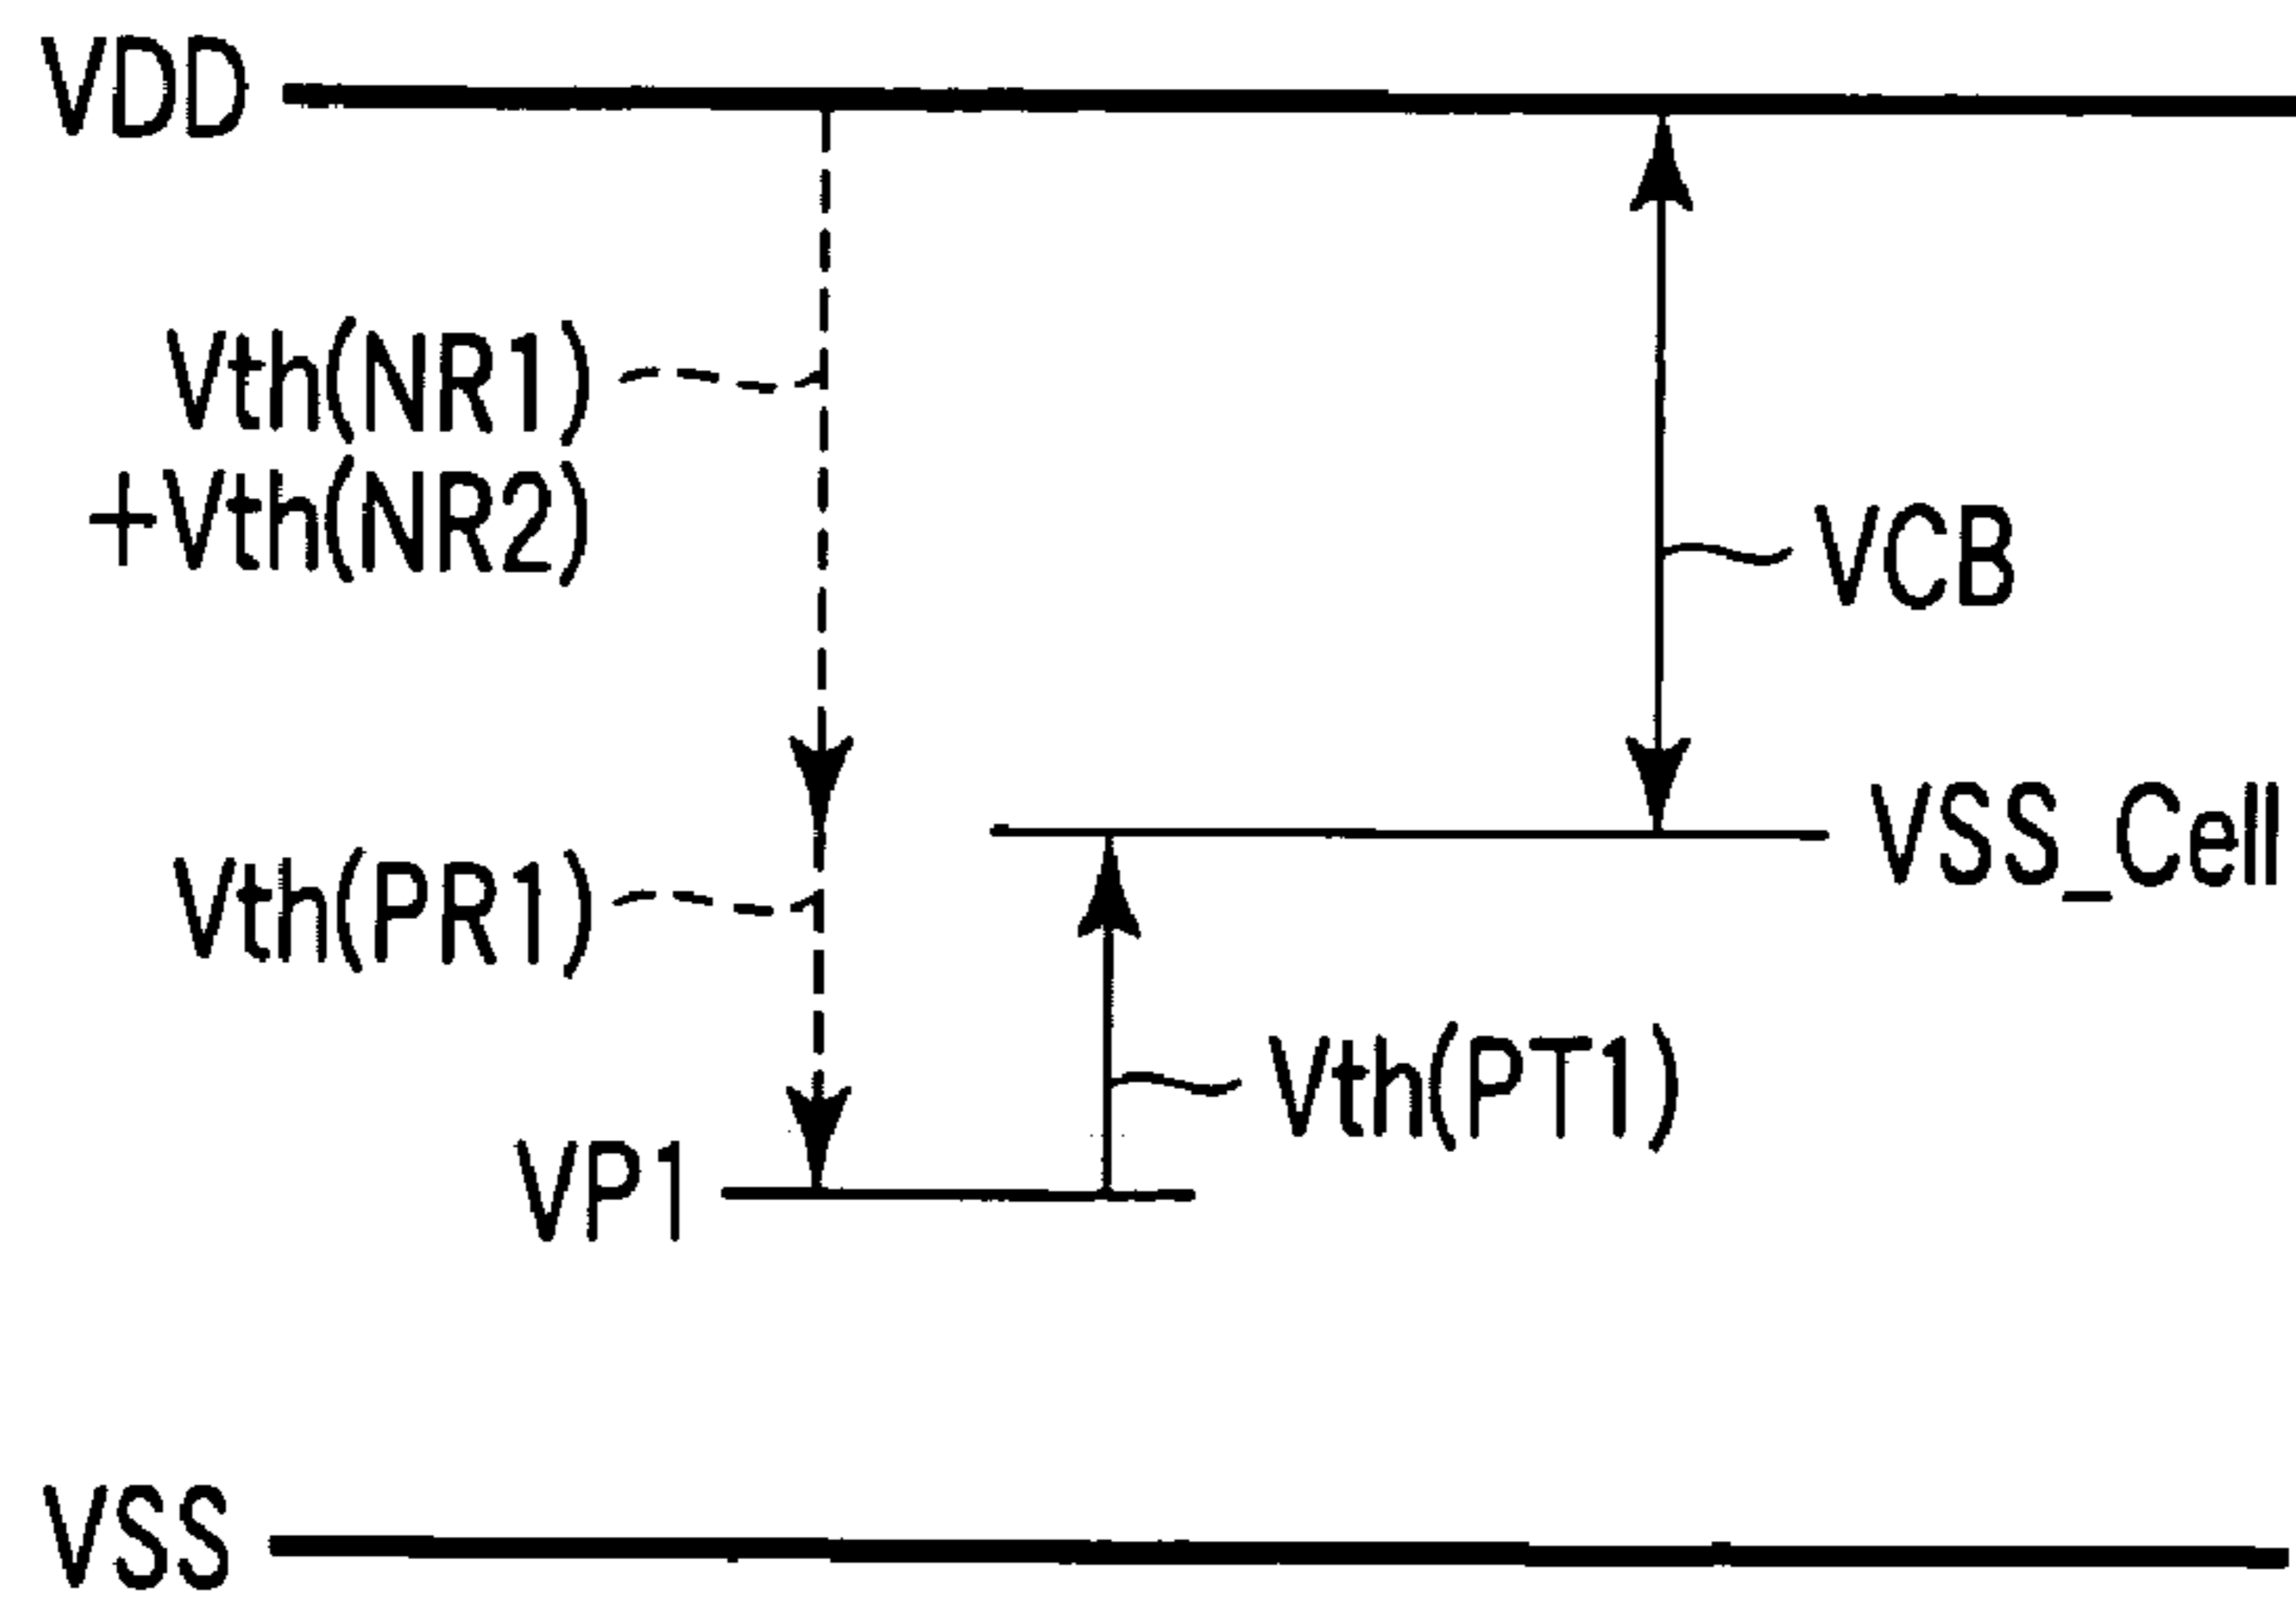 VDD
Vth(NR1)
+Vth(NR2)
VCB
VSS_Cell
Vth(PR1)
Vth(PT1)
VP1
VSS